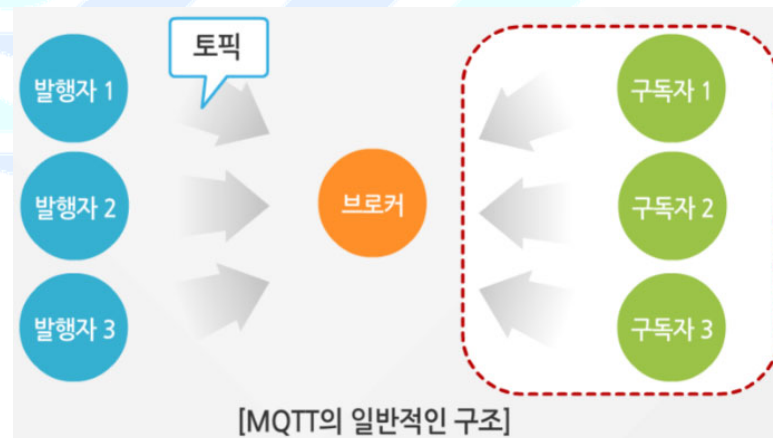 토픽
발행자 1
구독자 1
발행자 2
브로커
구독자 2
발행자 3
구독자 3
[MQTT의 일반적인 구조]